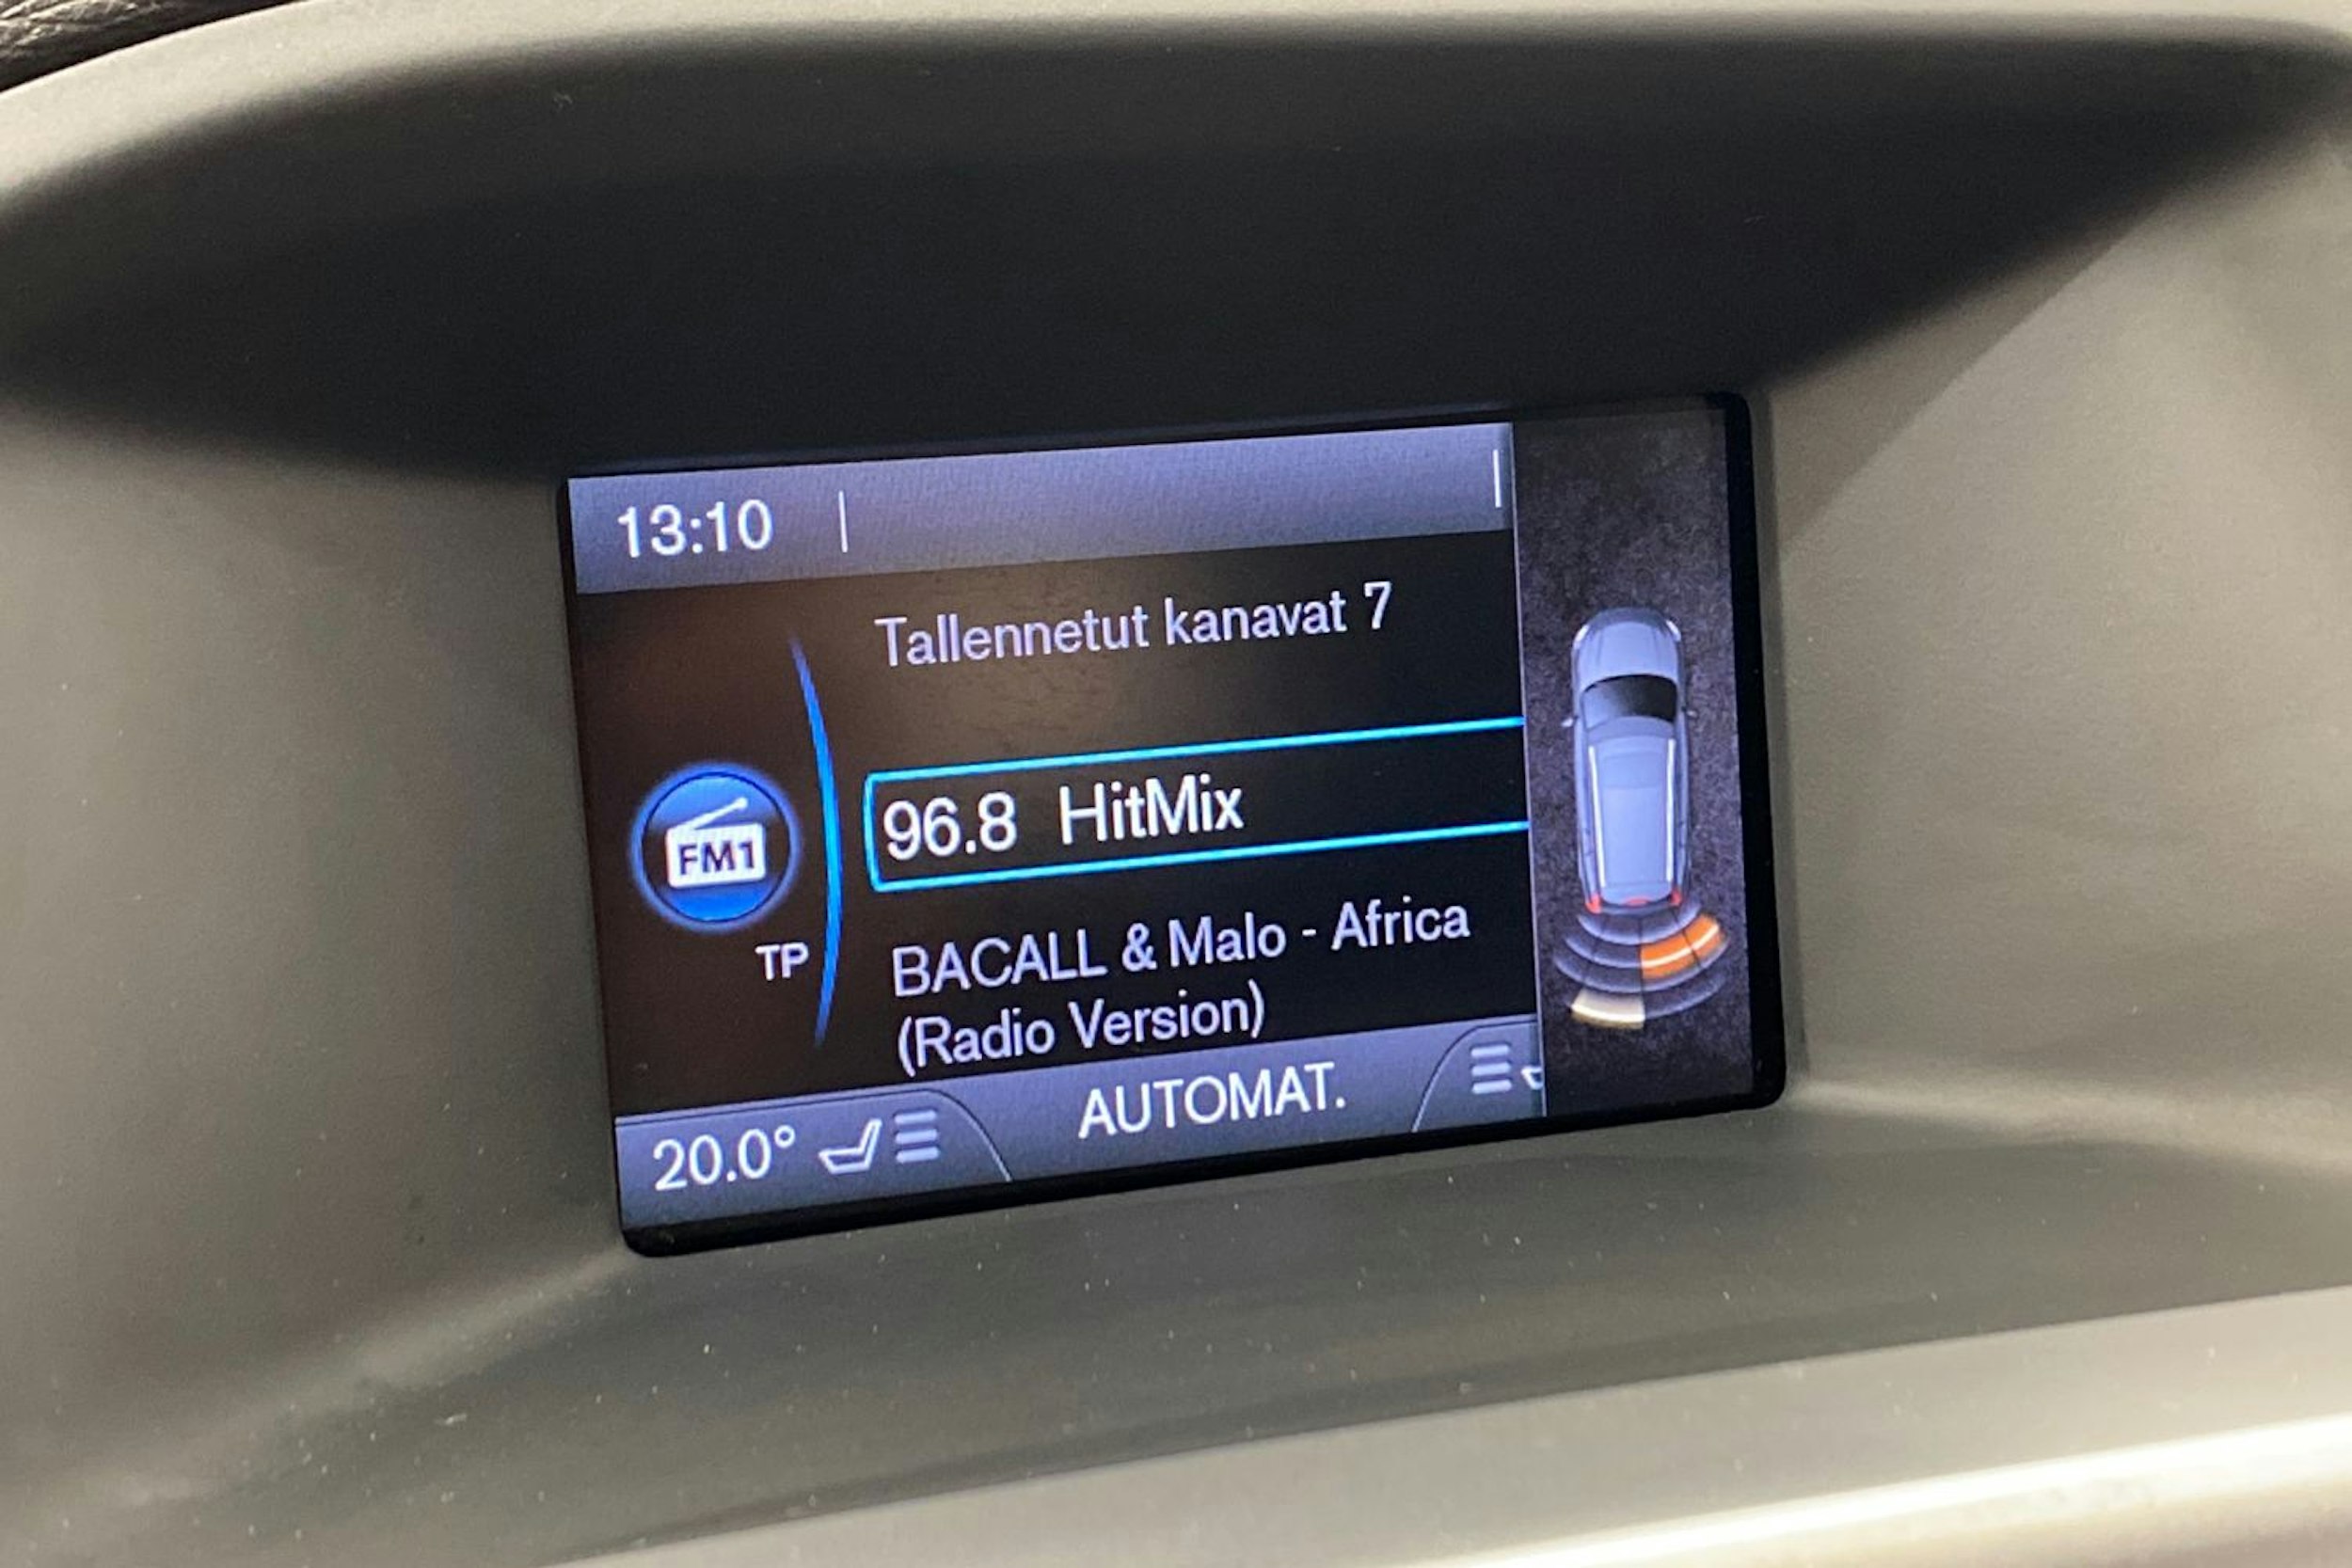 13:10
Tallennetut kanavat 7
FM1
96.8 HitMix
TP
BACALL & Malo - Africa
(Radio Version)
20.0°
AUTOMAT.